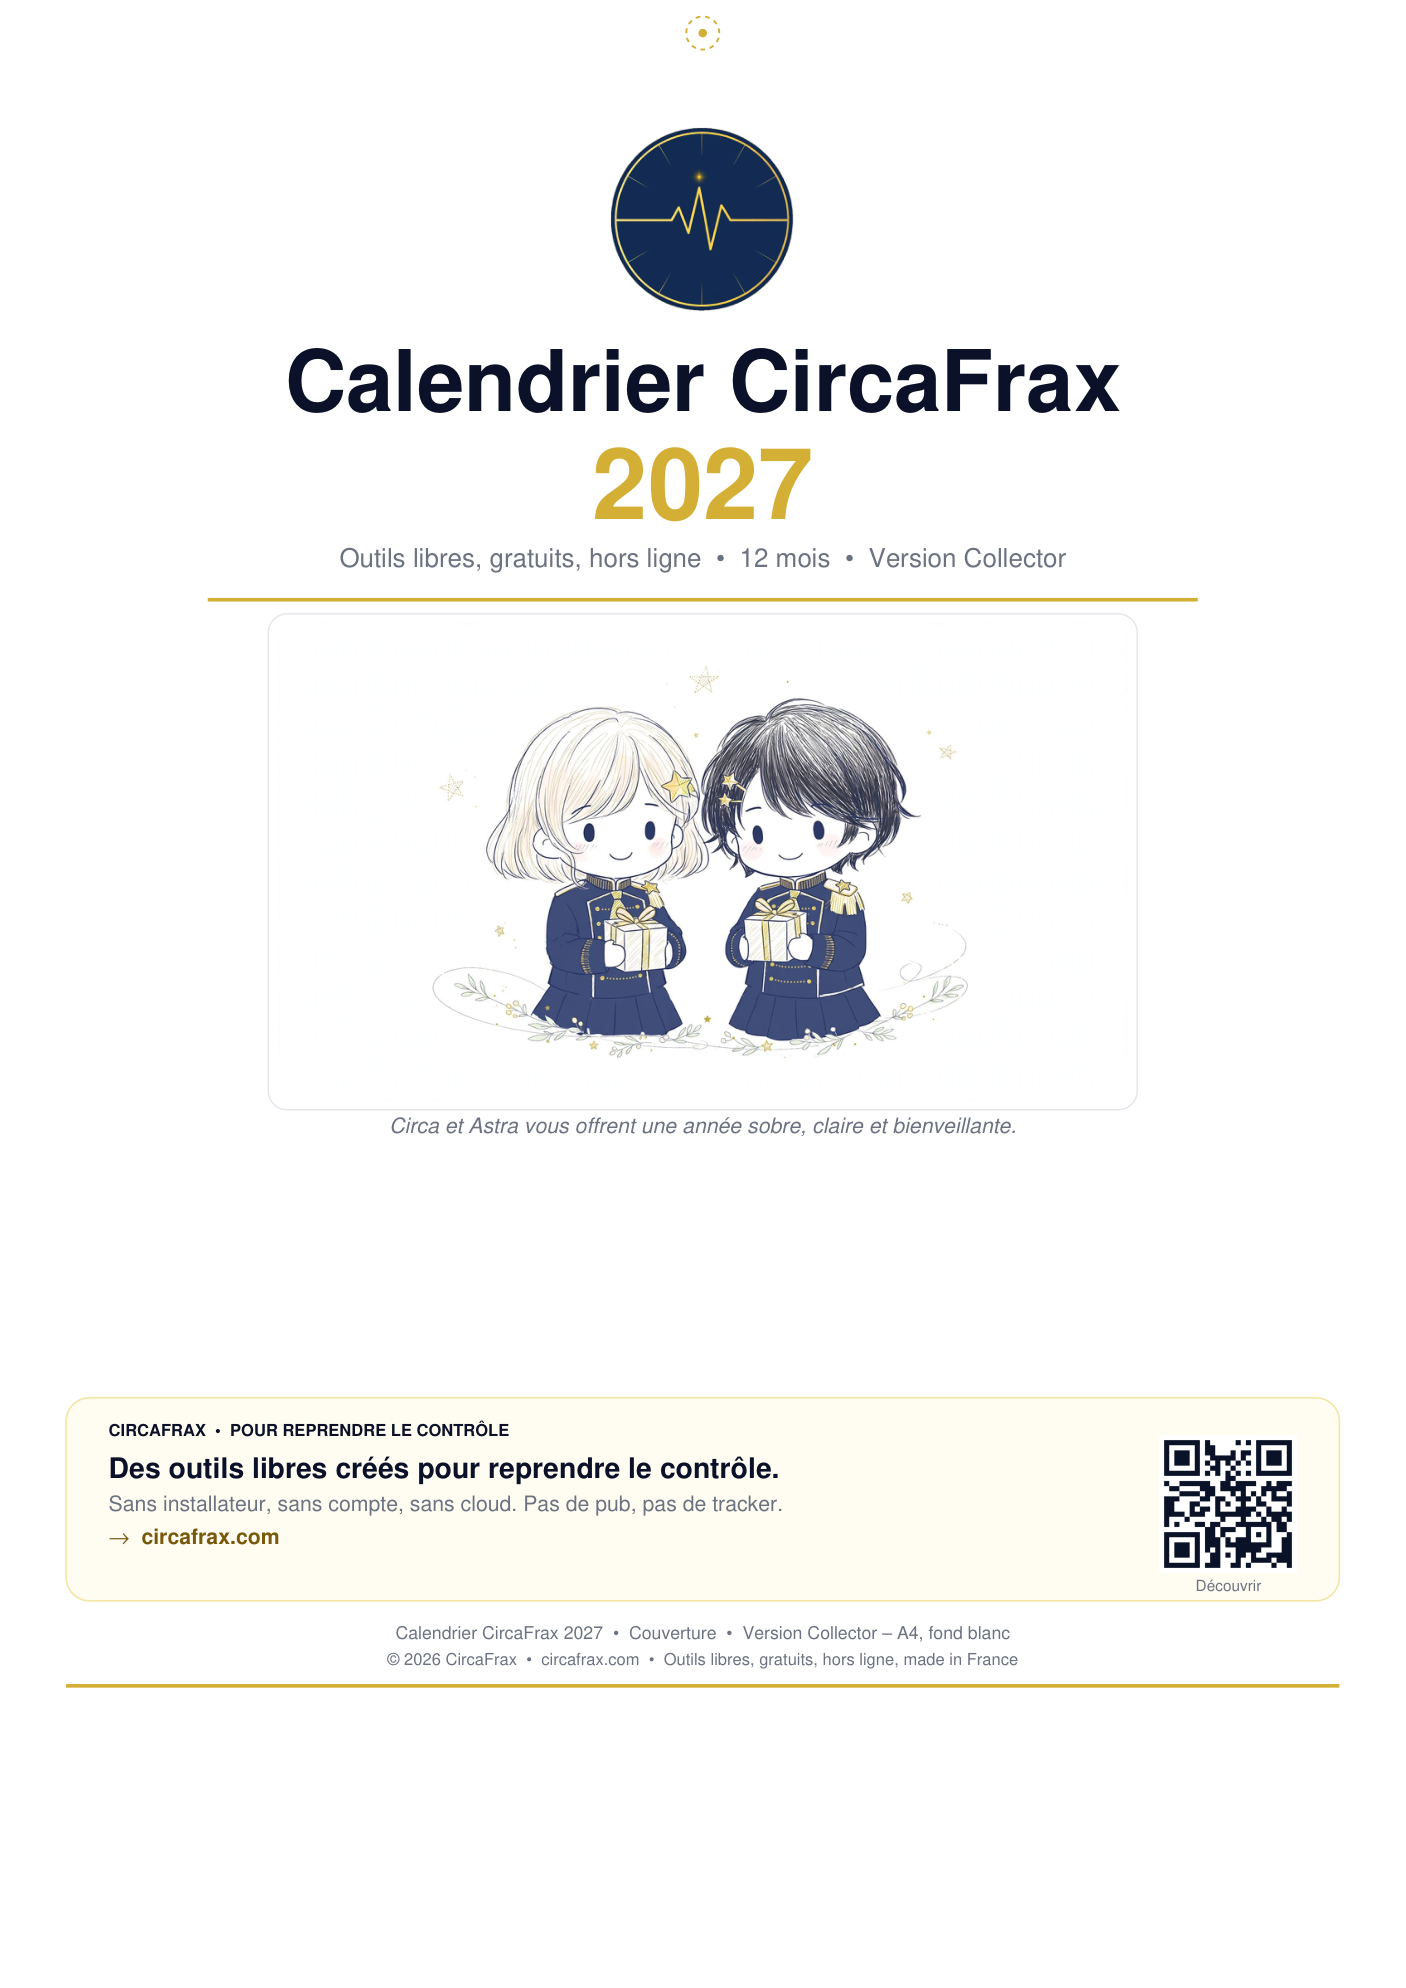 Calendrier CircaFrax
2027
Outils libres, gratuits, hors ligne • 12 mois • Version Collector
Circa et Astra vous offrent une année sobre, claire et bienveillante.
CIRCAFRAX • POUR REPRENDRE LE CONTRÔLE
Des outils libres créés pour reprendre le contrôle.
Sans installateur, sans compte, sans cloud. Pas de pub, pas de tracker.
→ circafrax.com
Découvrir
Calendrier CircaFrax 2027 • Couverture • Version Collector – A4, fond blanc
© 2026 CircaFrax • circafrax.com • Outils libres, gratuits, hors ligne, made in France